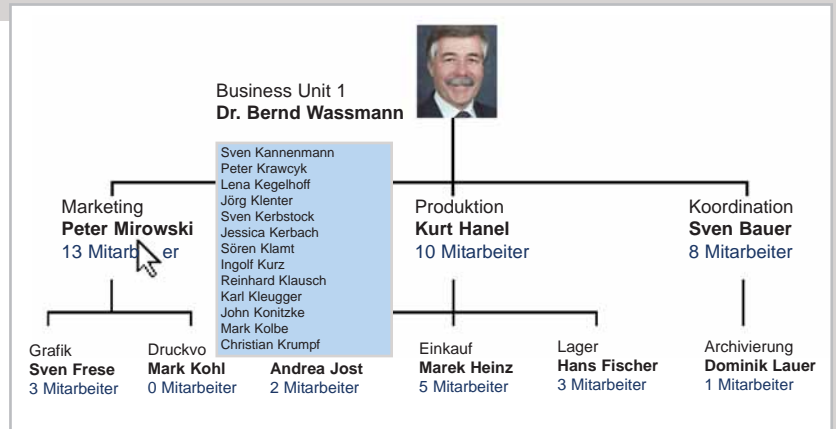 Business Unit 1
Dr. Bernd Wassmann
Sven Kannenmann
Peter Krawcyk
Lena Kegelhoff
Jörg Klenter
Sven Kerbstock
Jessica Kerbach
Sören Klamt
Ingolf Kurz
Reinhard Klausch
Karl Kleugger
John Konitzke
Mark Kolbe
Christian Krumpf
Marketing
Peter Mirowski
13 Mitarb er
Produktion
Kurt Hanel
10 Mitarbeiter
Koordination
Sven Bauer
8 Mitarbeiter
Grafik
Sven Frese
3 Mitarbeiter
Druckvo
Mark Kohl
0 Mitarbeiter
Andrea Jost
2 Mitarbeiter
Einkauf
Marek Heinz
5 Mitarbeiter
Lager
Hans Fischer
3 Mitarbeiter
Archivierung
Dominik Lauer
1 Mitarbeiter